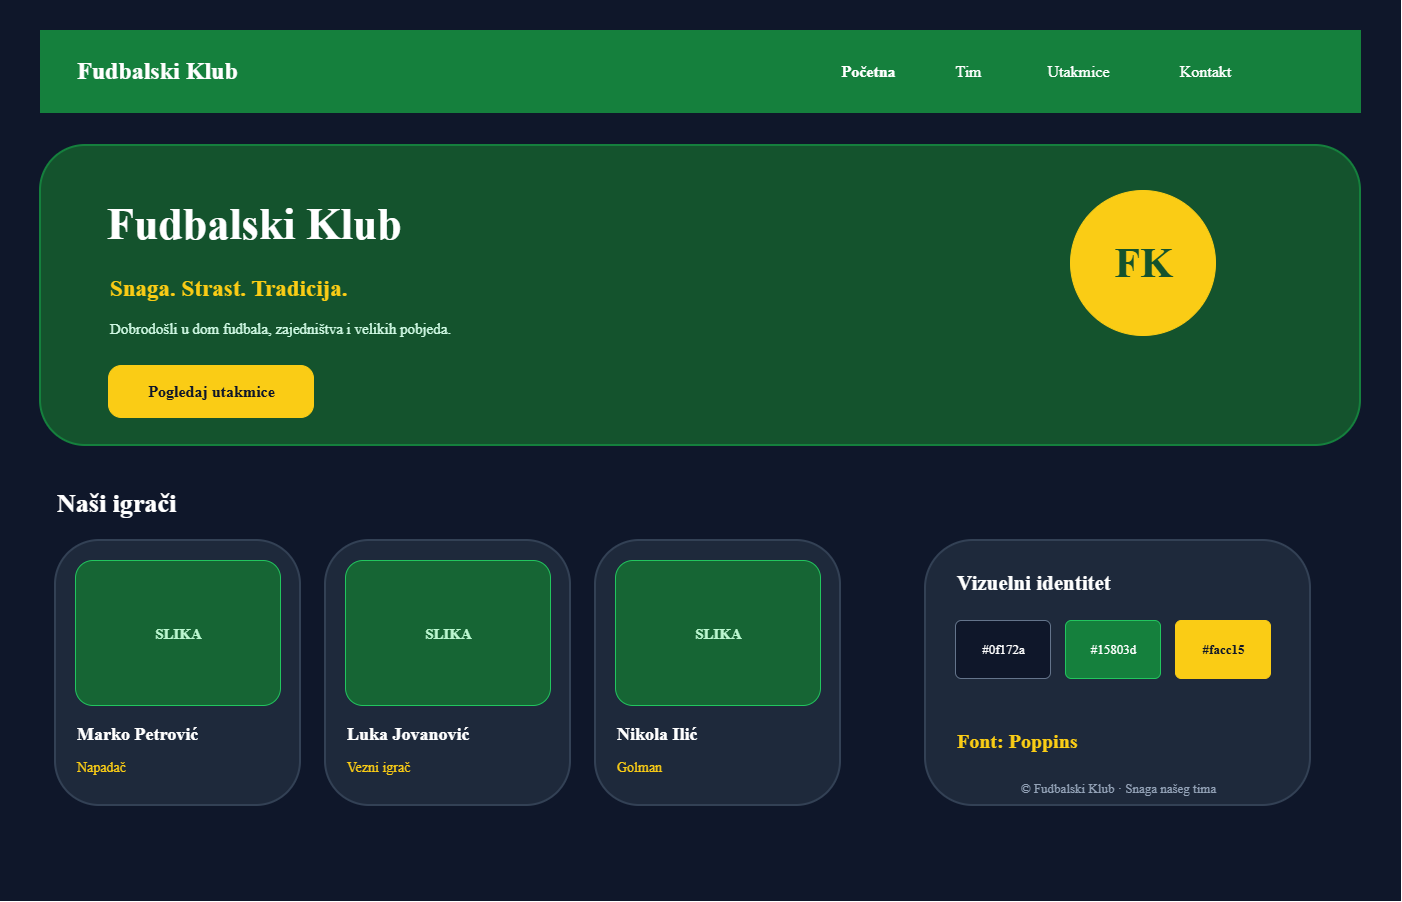 Fudbalski Klub
Početna Tim Utakmice Kontakt
Fudbalski Klub
Snaga. Strast. Tradicija.
Dobrodošli u dom fudbala, zajedništva i velikih pobjeda.
Pogledaj utakmice
FK
Naši igrači
SLIKA
Marko Petrović
Napadač
SLIKA
Luka Jovanović
Vezni igrač
SLIKA
Nikola Ilić
Golman
Vizuelni identitet
#0f172a #15803d #facc15
Font: Poppins
© Fudbalski Klub · Snaga našeg tima